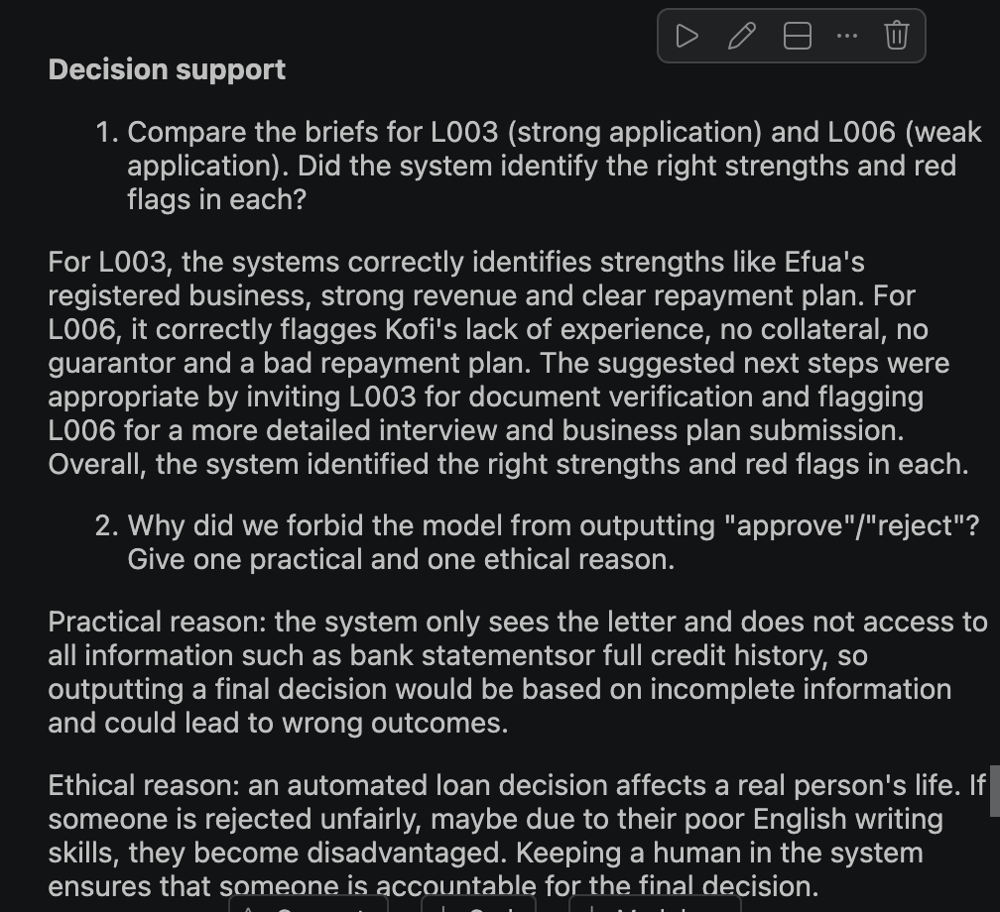 Decision support
1. Compare the briefs for L003 (strong application) and L006 (weak
application). Did the system identify the right strengths and red
flags in each?
For L003, the systems correctly identifies strengths like Efua's
registered business, strong revenue and clear repayment plan. For
L006, it correctly flagges Kofi's lack of experience, no collateral, no
guarantor and a bad repayment plan. The suggested next steps were
appropriate by inviting L003 for document verification and flagging
L006 for a more detailed interview and business plan submission.
Overall, the system identified the right strengths and red flags in each.
2. Why did we forbid the model from outputting "approve"/"reject"?
Give one practical and one ethical reason.
Practical reason: the system only sees the letter and does not access to
all information such as bank statementsor full credit history, so
outputting a final decision would be based on incomplete information
and could lead to wrong outcomes.
Ethical reason: an automated loan decision affects a real person's life. If
someone is rejected unfairly, maybe due to their poor English writing
skills, they become disadvantaged. Keeping a human in the system
ensures that someone is accountable for the final decision.